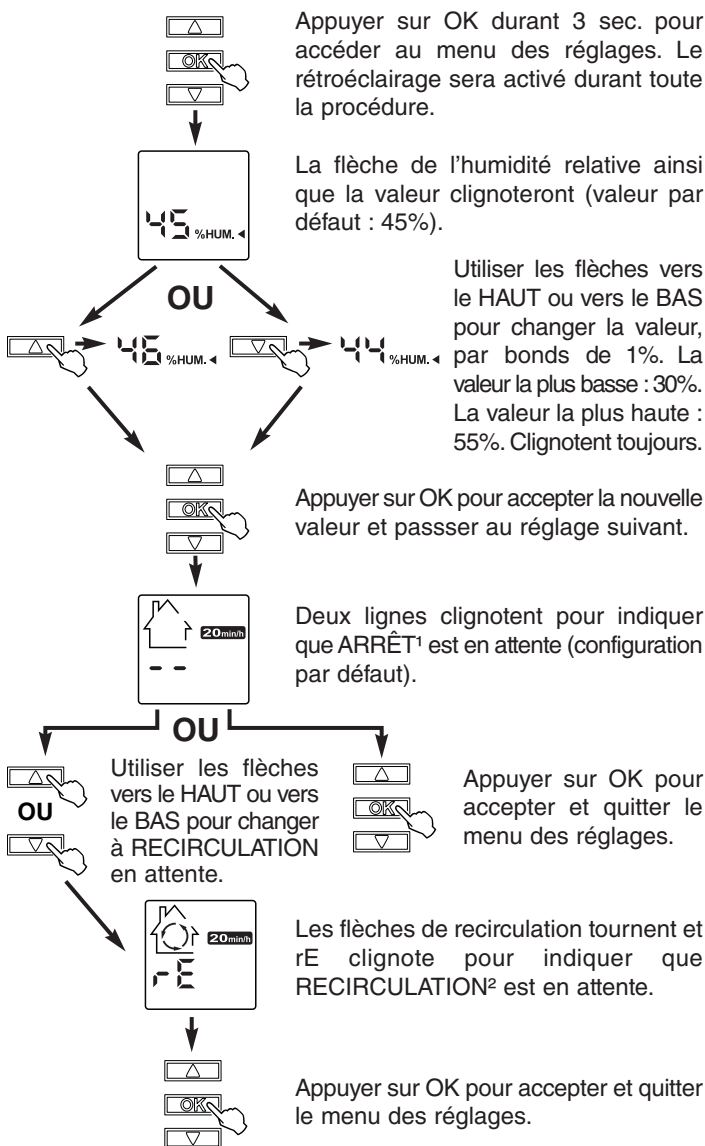 Appuyer sur OK durant 3 sec. pour
accéder au menu des réglages. Le
rétroéclairage sera activé durant toute
la procédure.
OK
La flèche de l'humidité relative ainsi
que la valeur clignoteront (valeur par
défaut : 45%).
45 %HUM.
OU
Utiliser les flèches vers
le HAUT ou vers le BAS
pour changer la valeur,
par bonds de 1%. La
valeur la plus basse : 30%.
La valeur la plus haute :
55%. Clignotent toujours.
46 %HUM.
44 %HUM.
OK
Appuyer sur OK pour accepter la nouvelle
valeur et passser au réglage suivant.
20min/h
- -
Deux lignes clignotent pour indiquer
que ARRÊT¹ est en attente (configuration
par défaut).
OU
OU
Utiliser les flèches
vers le HAUT ou vers
le BAS pour changer
à RECIRCULATION
en attente.
OK
Appuyer sur OK pour
accepter et quitter le
menu des réglages.
20min/h
rE
Les flèches de recirculation tournent et
rE clignote pour indiquer que
RECIRCULATION² est en attente.
OK
Appuyer sur OK pour accepter et quitter
le menu des réglages.